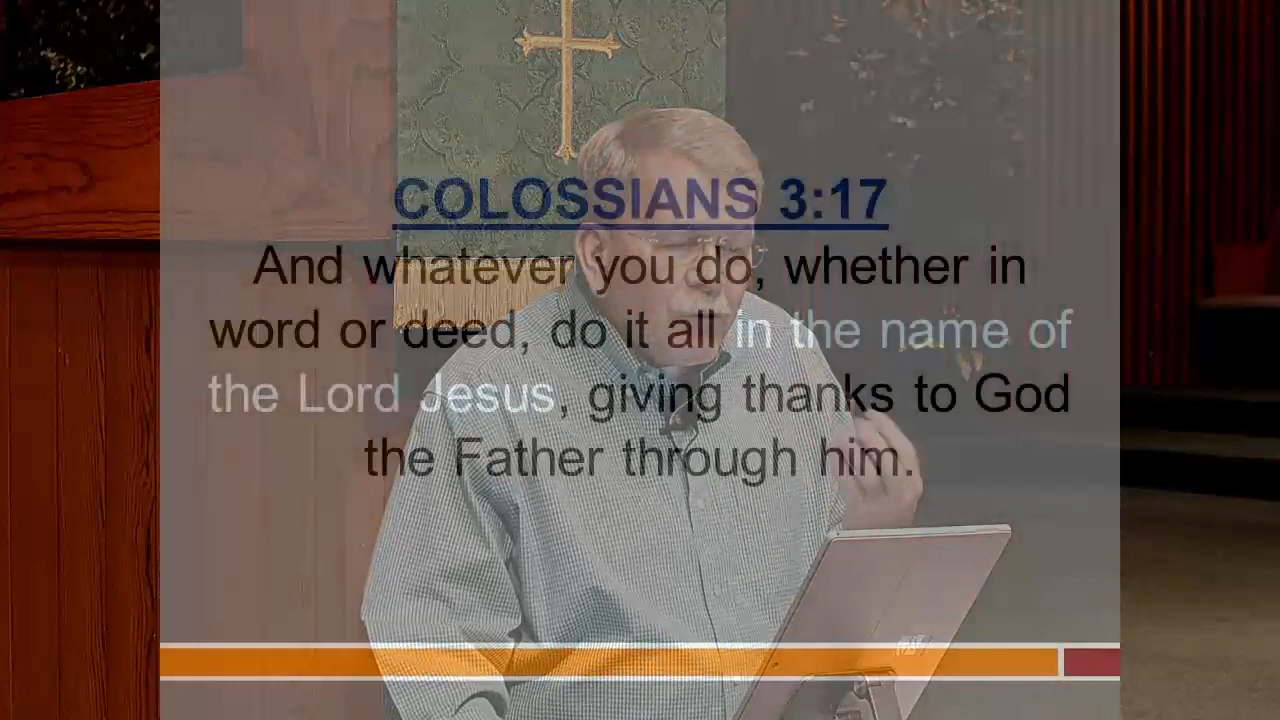 COLOSSIANS 3:17
And whatever you do, whether in
word or deed, do it all in the name of
the Lord Jesus, giving thanks to God
the Father through him.